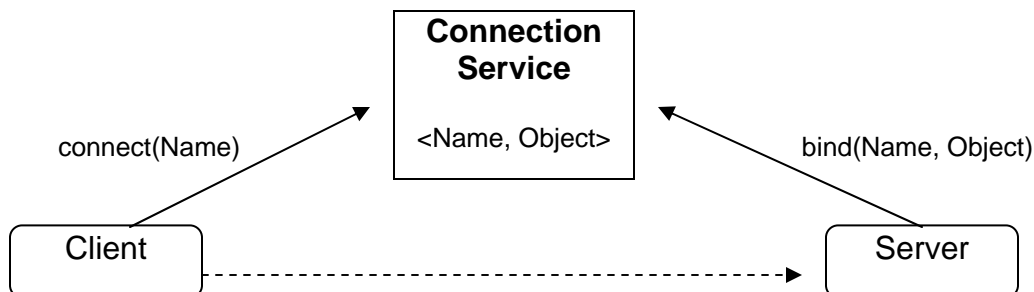 Connection
Service
<Name, Object>
connect(Name)
bind(Name, Object)
Client
Server